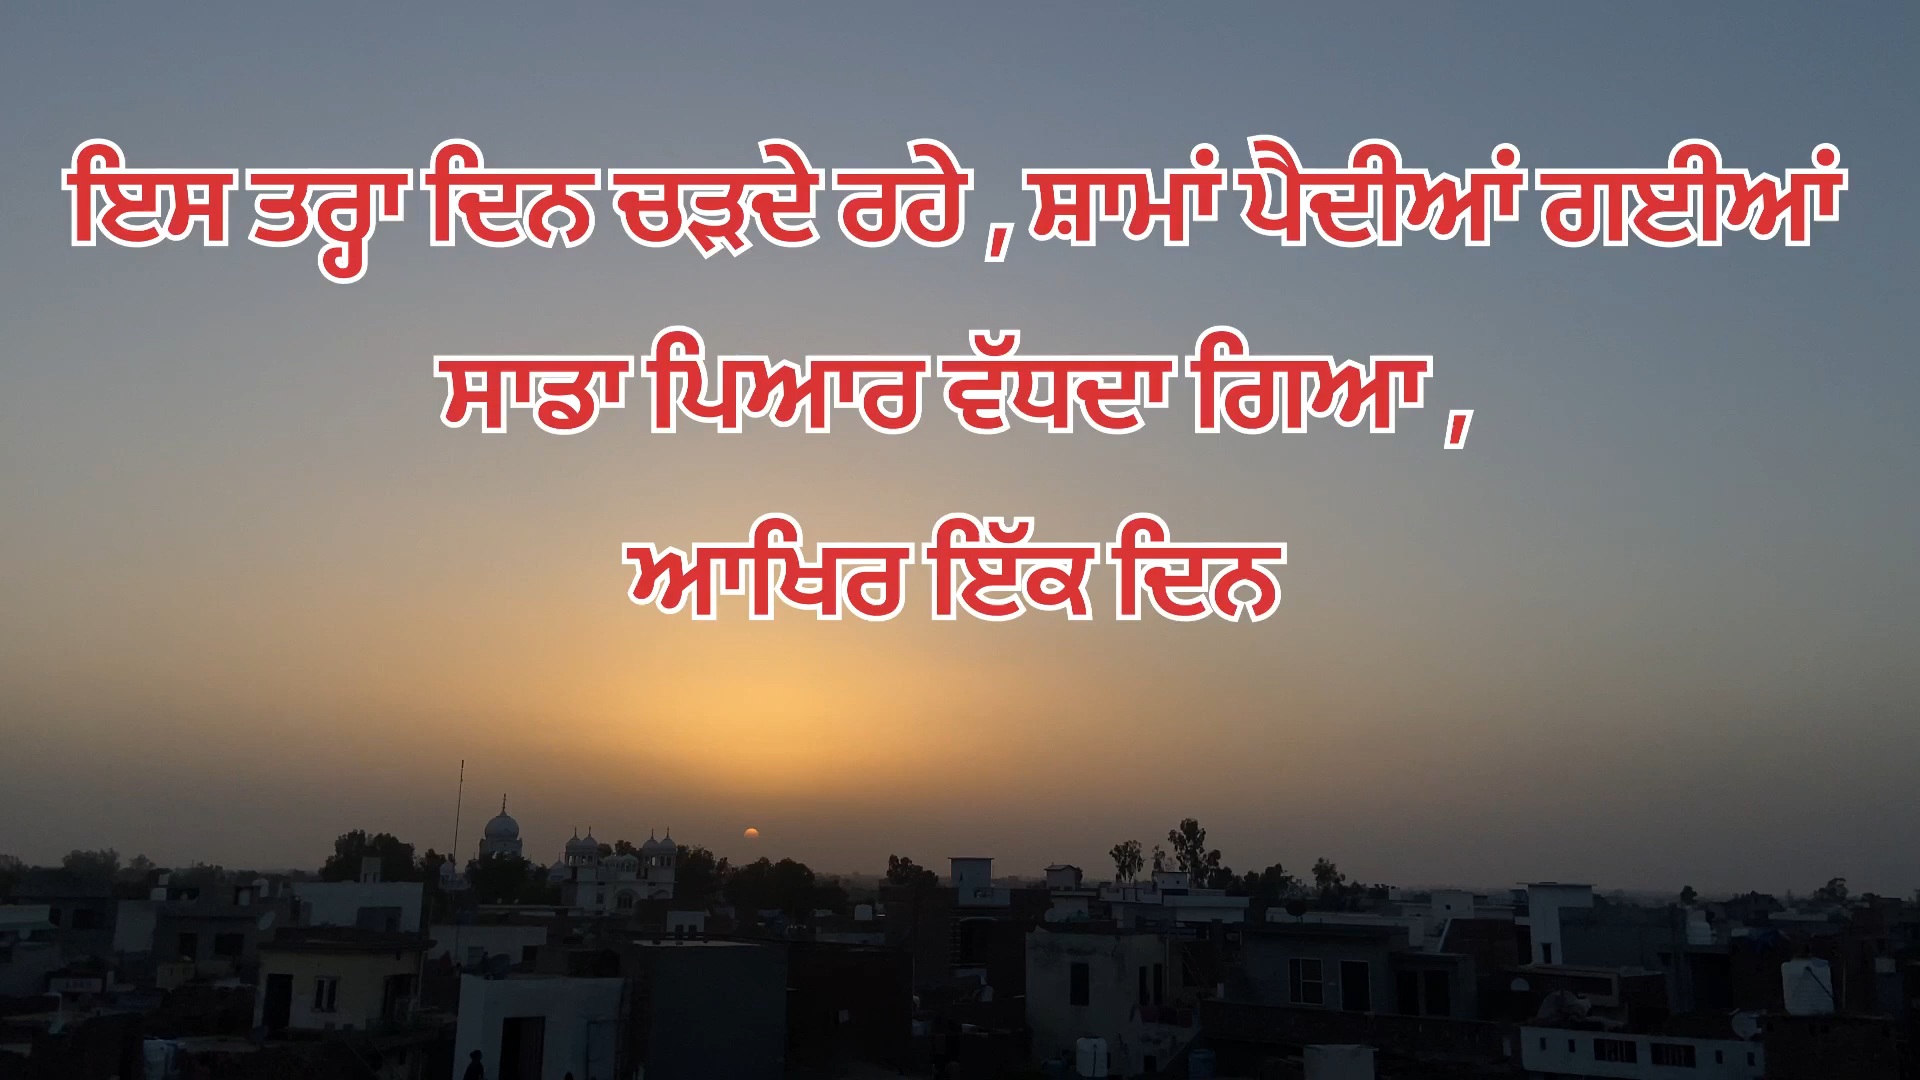 ਇਸ ਤਰ੍ਹਾ ਦਿਨ ਚੜ੍ਹਦੇ ਰਹੇ , ਸ਼ਾਮਾਂ ਪੈਦੀਆਂ ਗਈਆਂ
ਸਾਡਾ ਪਿਆਰ ਵੱਧਦਾ ਗਿਆ ,
ਆਖਿਰ ਇੱਕ ਦਿਨ